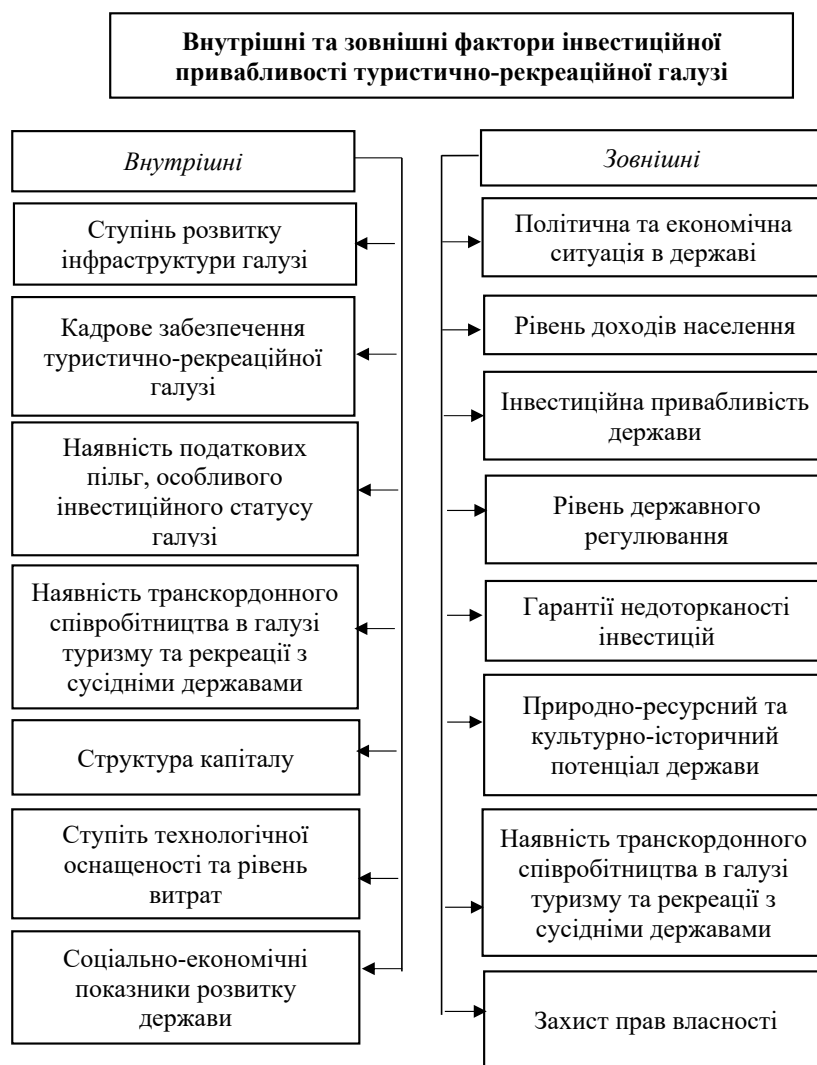 Внутрішні та зовнішні фактори інвестиційної
привабливості туристично-рекреаційної галузі
Внутрішні
Ступінь розвитку
інфраструктури галузі
Кадрове забезпечення
туристично-рекреаційної
галузі
Наявність податкових
пільг, особливого
інвестиційного статусу
галузі
Наявність транскордонного
співробітництва в галузі
туризму та рекреації з
сусідніми державами
Структура капіталу
Ступіть технологічної
оснащеності та рівень
витрат
Соціально-економічні
показники розвитку
держави
Зовнішні
Політична та економічна
ситуація в державі
Рівень доходів населення
Інвестиційна привабливість
держави
Рівень державного
регулювання
Гарантії недоторканості
інвестицій
Природно-ресурсний та
культурно-історичний
потенціал держави
Наявність транскордонного
співробітництва в галузі
туризму та рекреації з
сусідніми державами
Захист прав власності